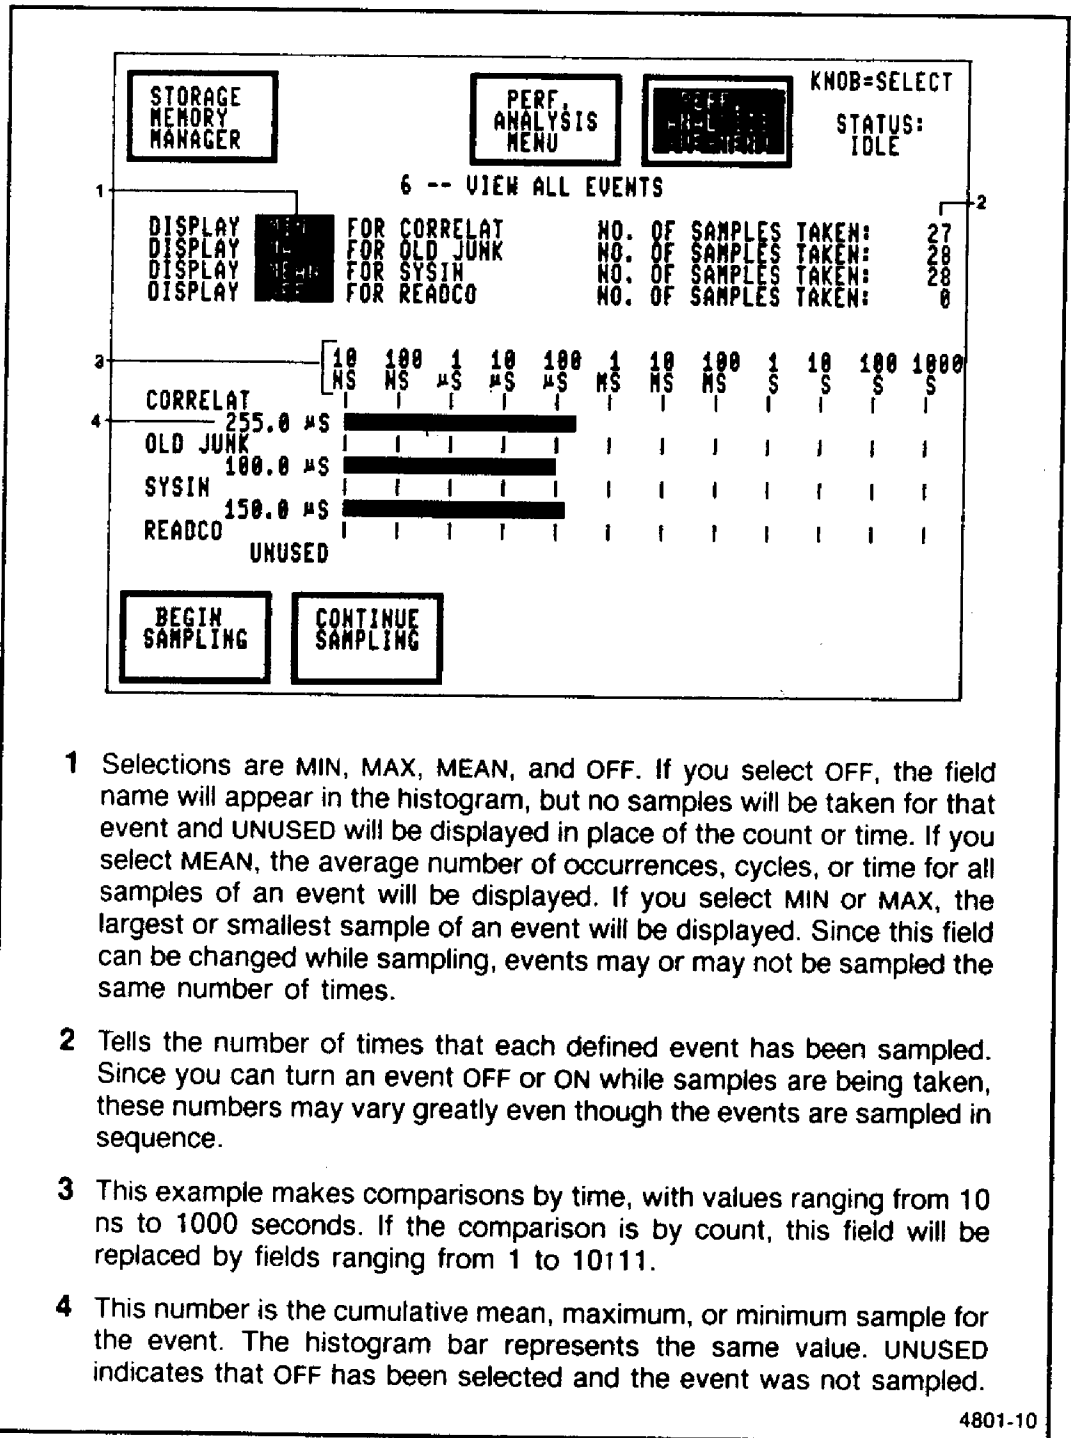 STORAGE
MEMORY
MANAGER
PERF.
ANALYSIS
MENU
KNOB=SELECT
STATUS:
IDLE
6 -- VIEW ALL EVENTS
1
2
DISPLAY FOR CORRELAT NO. OF SAMPLES TAKEN: 27
DISPLAY FOR OLD JUNK NO. OF SAMPLES TAKEN: 28
DISPLAY FOR SYSIN NO. OF SAMPLES TAKEN: 28
DISPLAY FOR READCO NO. OF SAMPLES TAKEN: 0
3
10 100 1 10 100 1 10 100 1 10 100 1000
NS NS µS µS µS MS MS MS S S S S
CORRELAT
4
255.0 µS
OLD JUNK
100.0 µS
SYSIN
150.0 µS
READCO
UNUSED
BEGIN
SAMPLING
CONTINUE
SAMPLING
1 Selections are MIN, MAX, MEAN, and OFF. If you select OFF, the field
name will appear in the histogram, but no samples will be taken for that
event and UNUSED will be displayed in place of the count or time. If you
select MEAN, the average number of occurrences, cycles, or time for all
samples of an event will be displayed. If you select MIN or MAX, the
largest or smallest sample of an event will be displayed. Since this field
can be changed while sampling, events may or may not be sampled the
same number of times.
2 Tells the number of times that each defined event has been sampled.
Since you can turn an event OFF or ON while samples are being taken,
these numbers may vary greatly even though the events are sampled in
sequence.
3 This example makes comparisons by time, with values ranging from 10
ns to 1000 seconds. If the comparison is by count, this field will be
replaced by fields ranging from 1 to 10↑11.
4 This number is the cumulative mean, maximum, or minimum sample for
the event. The histogram bar represents the same value. UNUSED
indicates that OFF has been selected and the event was not sampled.
4801-10